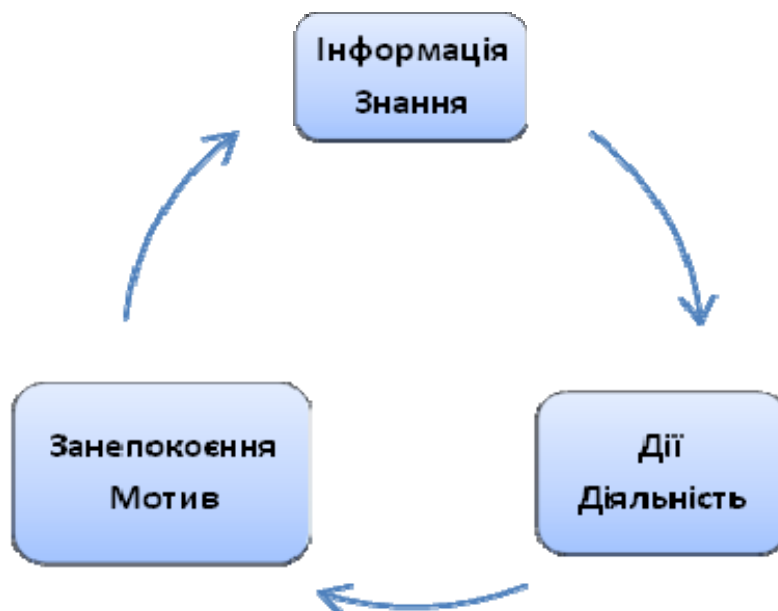 Інформація
Знання
Занепокоєння
Мотив
Дії
Діяльність